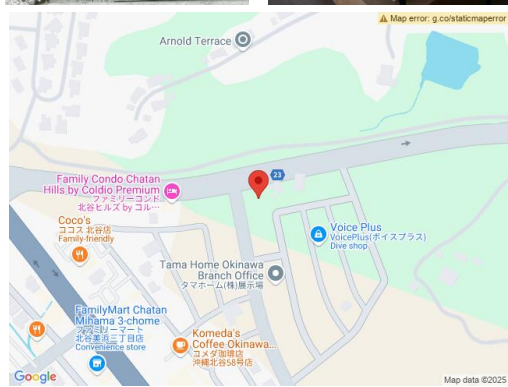 Map error: g.co/staticmaperror
Arnold Terrace
23
Family Condo Chatan
Hills by Coldio Premium
ファミリーコンド
北谷ヒルズ by コル…
Coco's
ココス 北谷店
Family-friendly
Voice Plus
VoicePlus(ボイスプラス)
Dive shop
Tama Home Okinawa
Branch Office
タマホーム(株)展示場
FamilyMart Chatan
Mihama 3-chome
ファミリーマート
北谷美浜三丁目店
Convenience store
Komeda's
Coffee Okinawa...
コメダ珈琲店
沖縄北谷58号店
Google
Map data ©2025